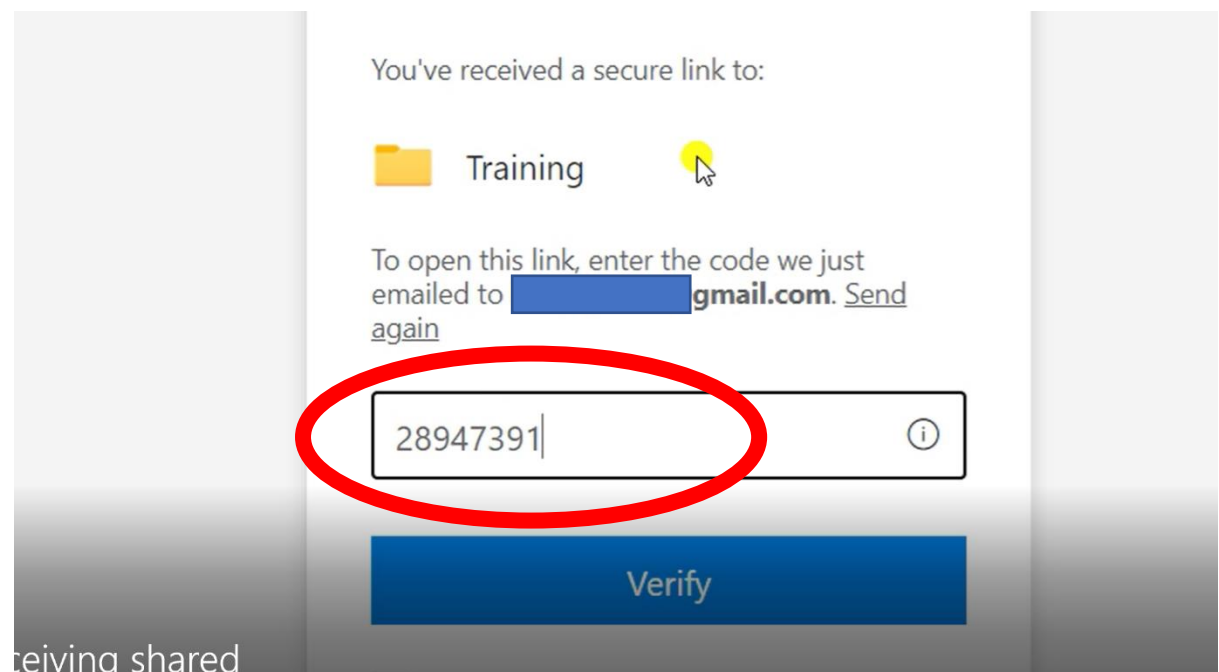 You've received a secure link to:
Training
To open this link, enter the code we just
emailed to gmail.com. Send
again
28947391
Verify
ceiving shared